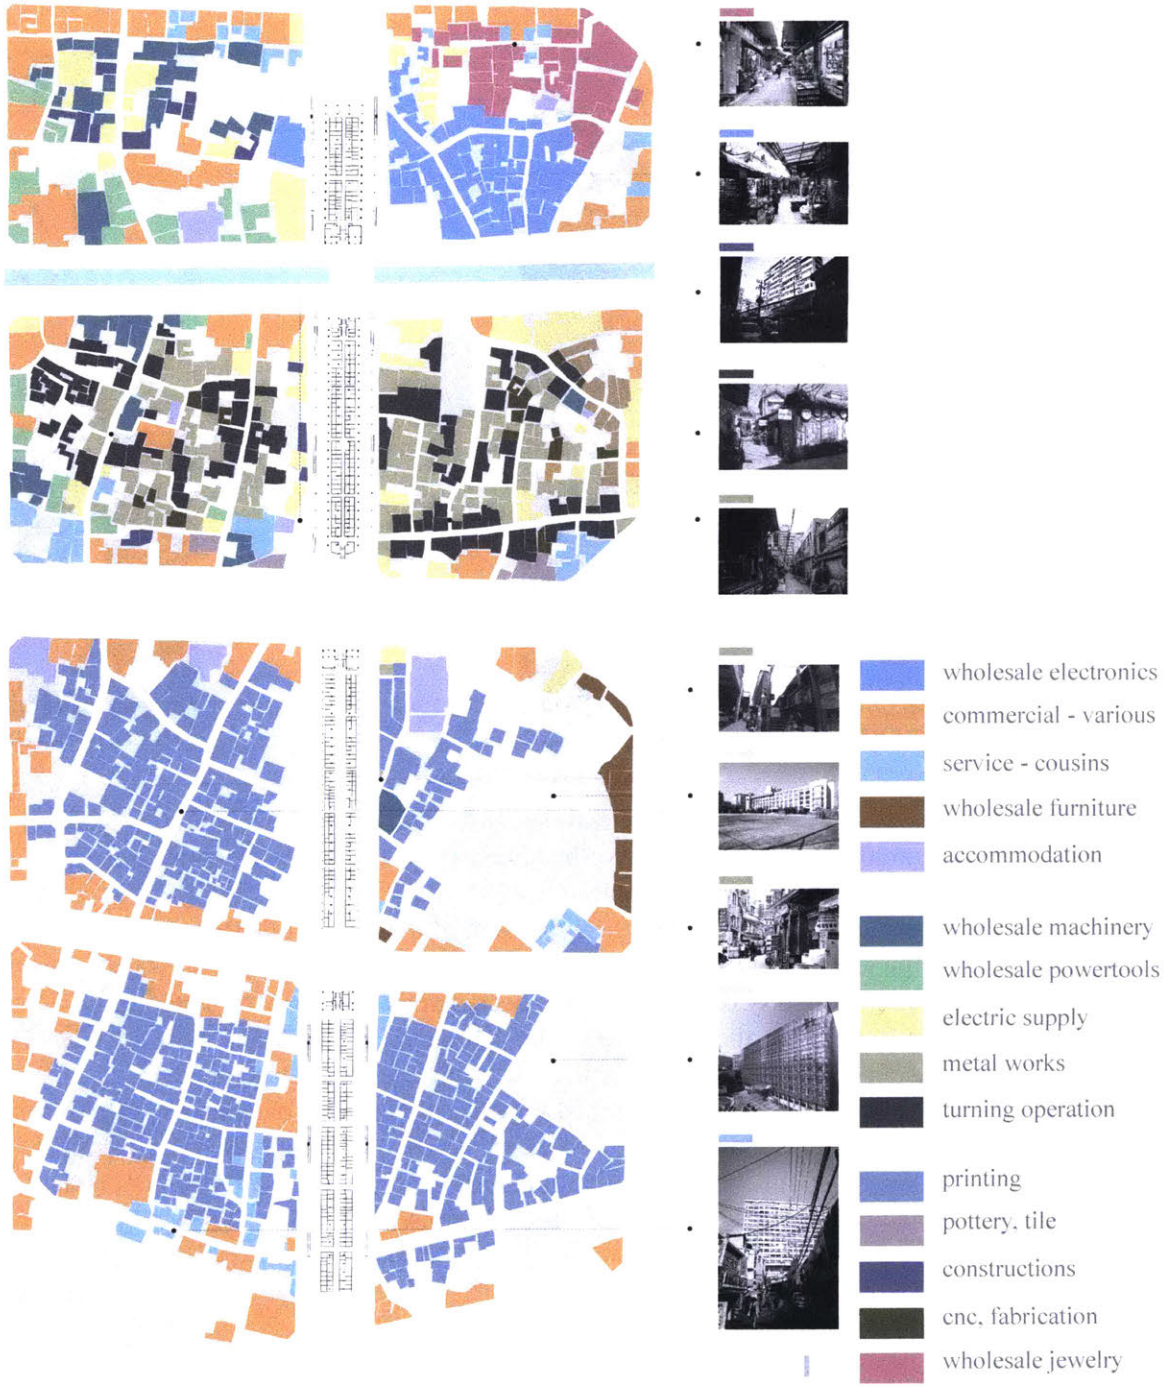 wholesale electronics
commercial - various
service - cousins
wholesale furniture
accommodation
wholesale machinery
wholesale powertools
electric supply
metal works
turning operation
printing
pottery, tile
constructions
cnc, fabrication
wholesale jewelry